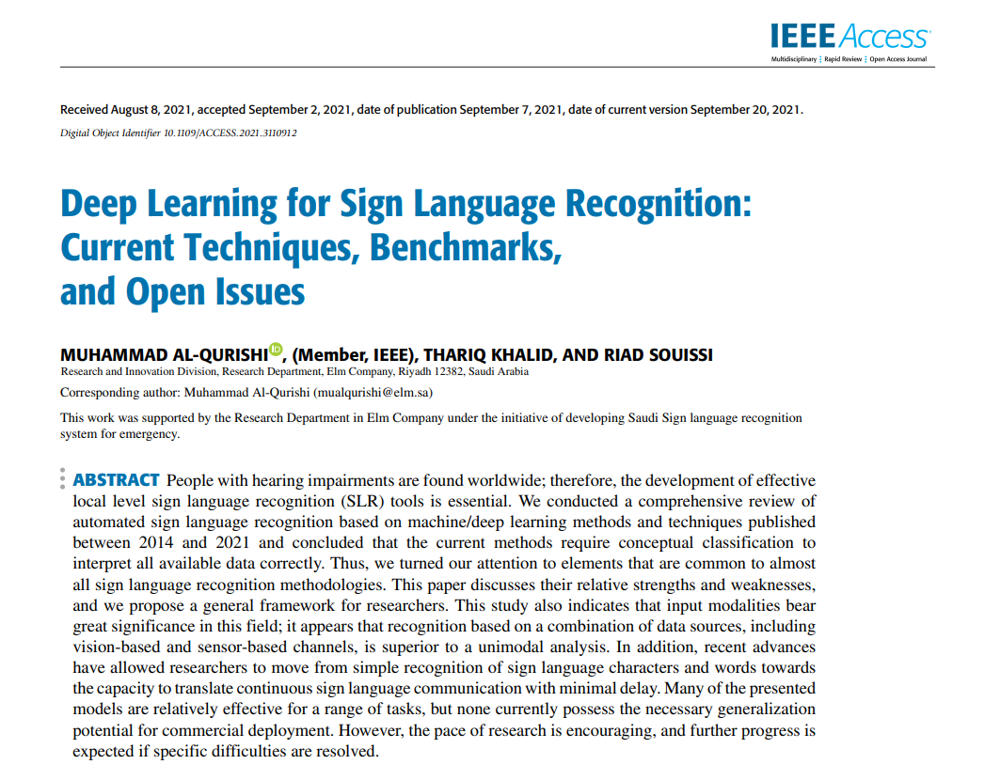 IEEE Access
Multidisciplinary | Rapid Review | Open Access Journal
Received August 8, 2021, accepted September 2, 2021, date of publication September 7, 2021, date of current version September 20, 2021.
Digital Object Identifier 10.1109/ACCESS.2021.3110912
Deep Learning for Sign Language Recognition:
Current Techniques, Benchmarks,
and Open Issues
MUHAMMAD AL-QURISHI iD, (Member, IEEE), THARIQ KHALID, AND RIAD SOUISSI
Research and Innovation Division, Research Department, Elm Company, Riyadh 12382, Saudi Arabia
Corresponding author: Muhammad Al-Qurishi (mualqurishi@elm.sa)
This work was supported by the Research Department in Elm Company under the initiative of developing Saudi Sign language recognition
system for emergency.
ABSTRACT People with hearing impairments are found worldwide; therefore, the development of effective
local level sign language recognition (SLR) tools is essential. We conducted a comprehensive review of
automated sign language recognition based on machine/deep learning methods and techniques published
between 2014 and 2021 and concluded that the current methods require conceptual classification to
interpret all available data correctly. Thus, we turned our attention to elements that are common to almost
all sign language recognition methodologies. This paper discusses their relative strengths and weaknesses,
and we propose a general framework for researchers. This study also indicates that input modalities bear
great significance in this field; it appears that recognition based on a combination of data sources, including
vision-based and sensor-based channels, is superior to a unimodal analysis. In addition, recent advances
have allowed researchers to move from simple recognition of sign language characters and words towards
the capacity to translate continuous sign language communication with minimal delay. Many of the presented
models are relatively effective for a range of tasks, but none currently possess the necessary generalization
potential for commercial deployment. However, the pace of research is encouraging, and further progress is
expected if specific difficulties are resolved.